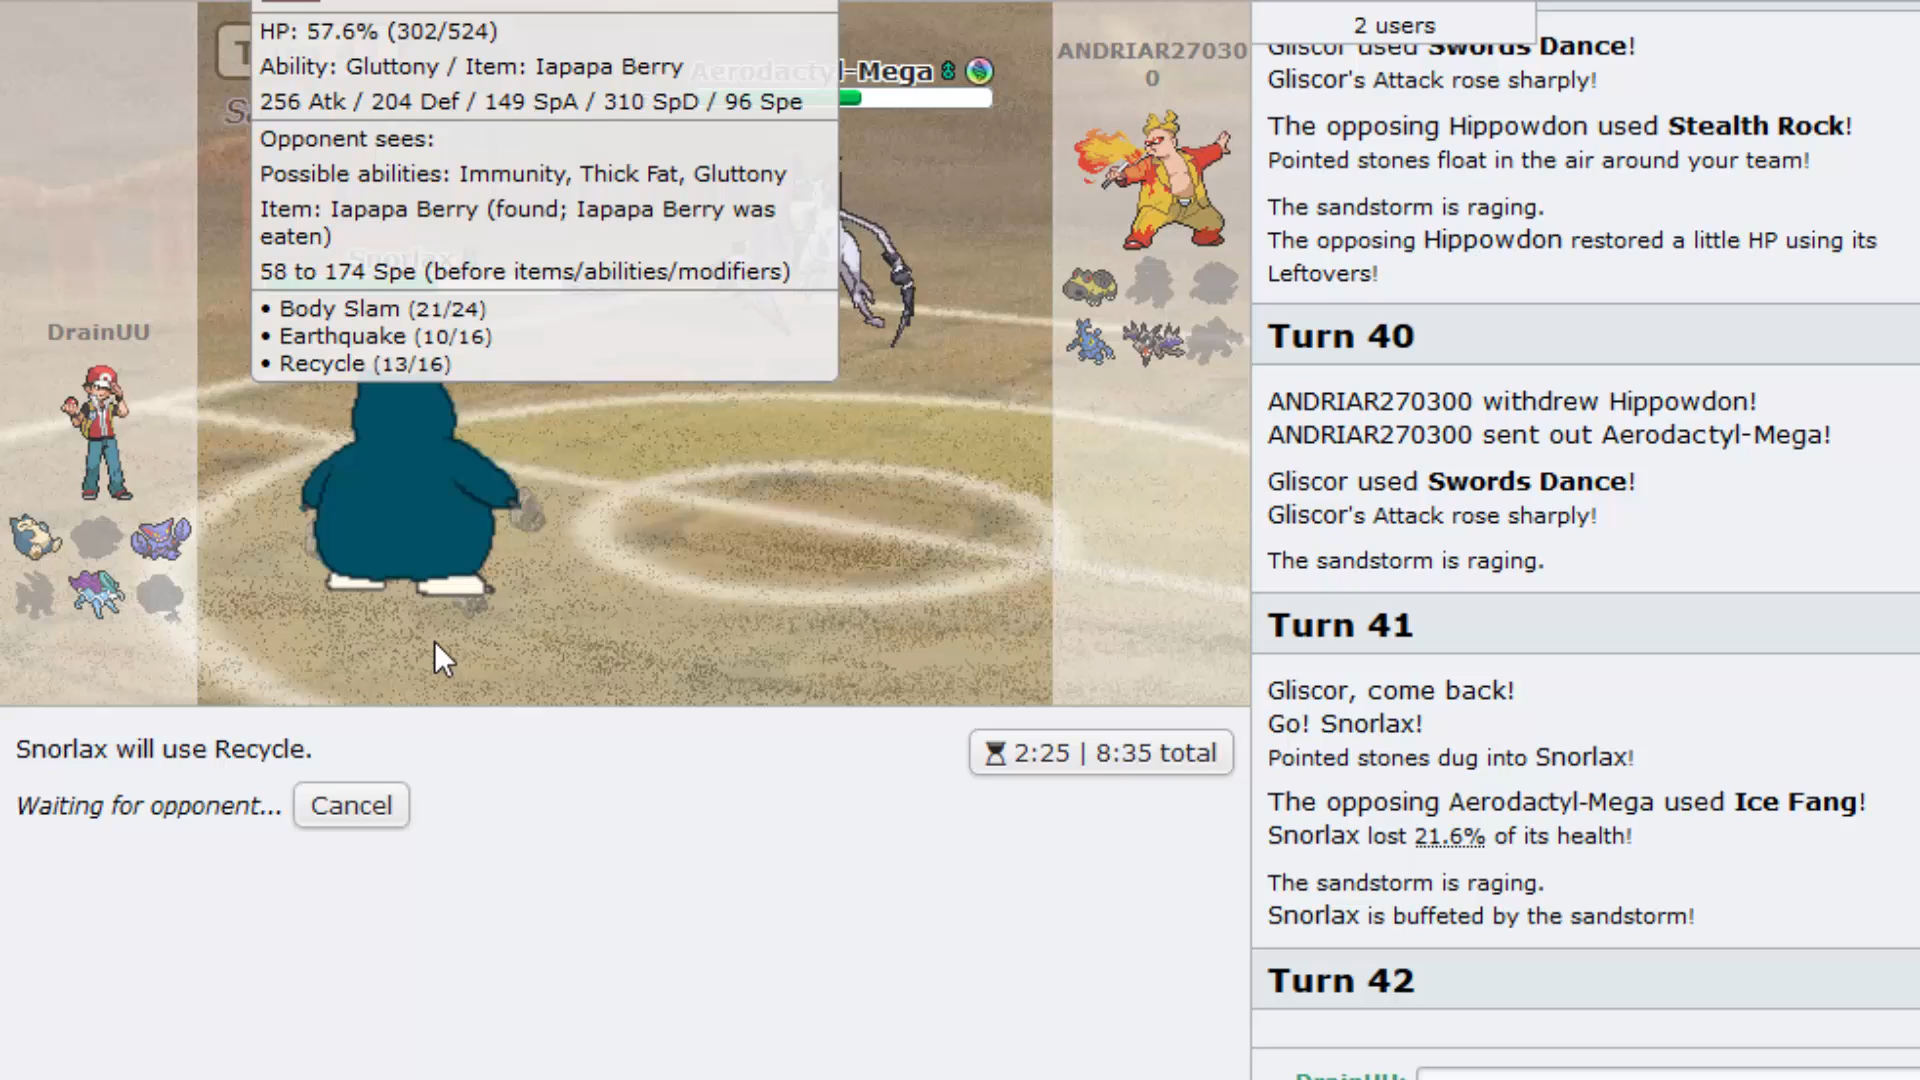 HP: 57.6% (302/524)
Ability: Gluttony / Item: Iapapa Berry
256 Atk / 204 Def / 149 SpA / 310 SpD / 96 Spe
Opponent sees:
Possible abilities: Immunity, Thick Fat, Gluttony
Item: Iapapa Berry (found; Iapapa Berry was
eaten)
58 to 174 Spe (before items/abilities/modifiers)
• Body Slam (21/24)
• Earthquake (10/16)
• Recycle (13/16)
Aerodactyl-Mega
Snorlax
DrainUU
ANDRIAR27030
0
Snorlax will use Recycle.
2:25 | 8:35 total
Waiting for opponent...
Cancel
2 users
Gliscor used Swords Dance!
Gliscor's Attack rose sharply!
The opposing Hippowdon used Stealth Rock!
Pointed stones float in the air around your team!
The sandstorm is raging.
The opposing Hippowdon restored a little HP using its
Leftovers!
Turn 40
ANDRIAR270300 withdrew Hippowdon!
ANDRIAR270300 sent out Aerodactyl-Mega!
Gliscor used Swords Dance!
Gliscor's Attack rose sharply!
The sandstorm is raging.
Turn 41
Gliscor, come back!
Go! Snorlax!
Pointed stones dug into Snorlax!
The opposing Aerodactyl-Mega used Ice Fang!
Snorlax lost 21.6% of its health!
The sandstorm is raging.
Snorlax is buffeted by the sandstorm!
Turn 42
DrainUU: